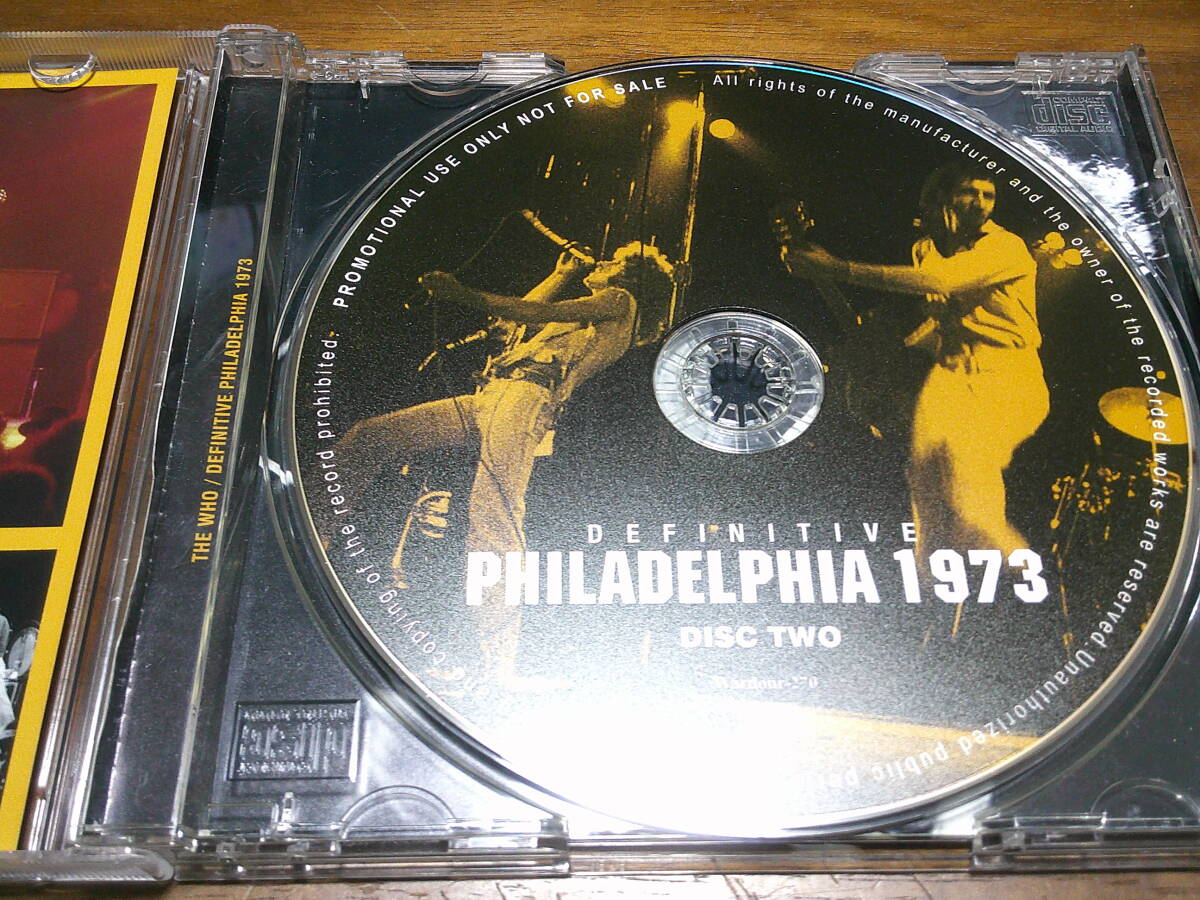 THE WHO / DEFINITIVE PHILADELPHIA 1973
PROMOTIONAL USE ONLY NOT FOR SALE
All rights of the manufacturer and the owner of the recorded works are reserved. Unauthorized public
copying of the record prohibited.
COMPACT
disc
DIGITAL AUDIO
DEFINITIVE
PHILADELPHIA 1973
DISC TWO
Wardour-270